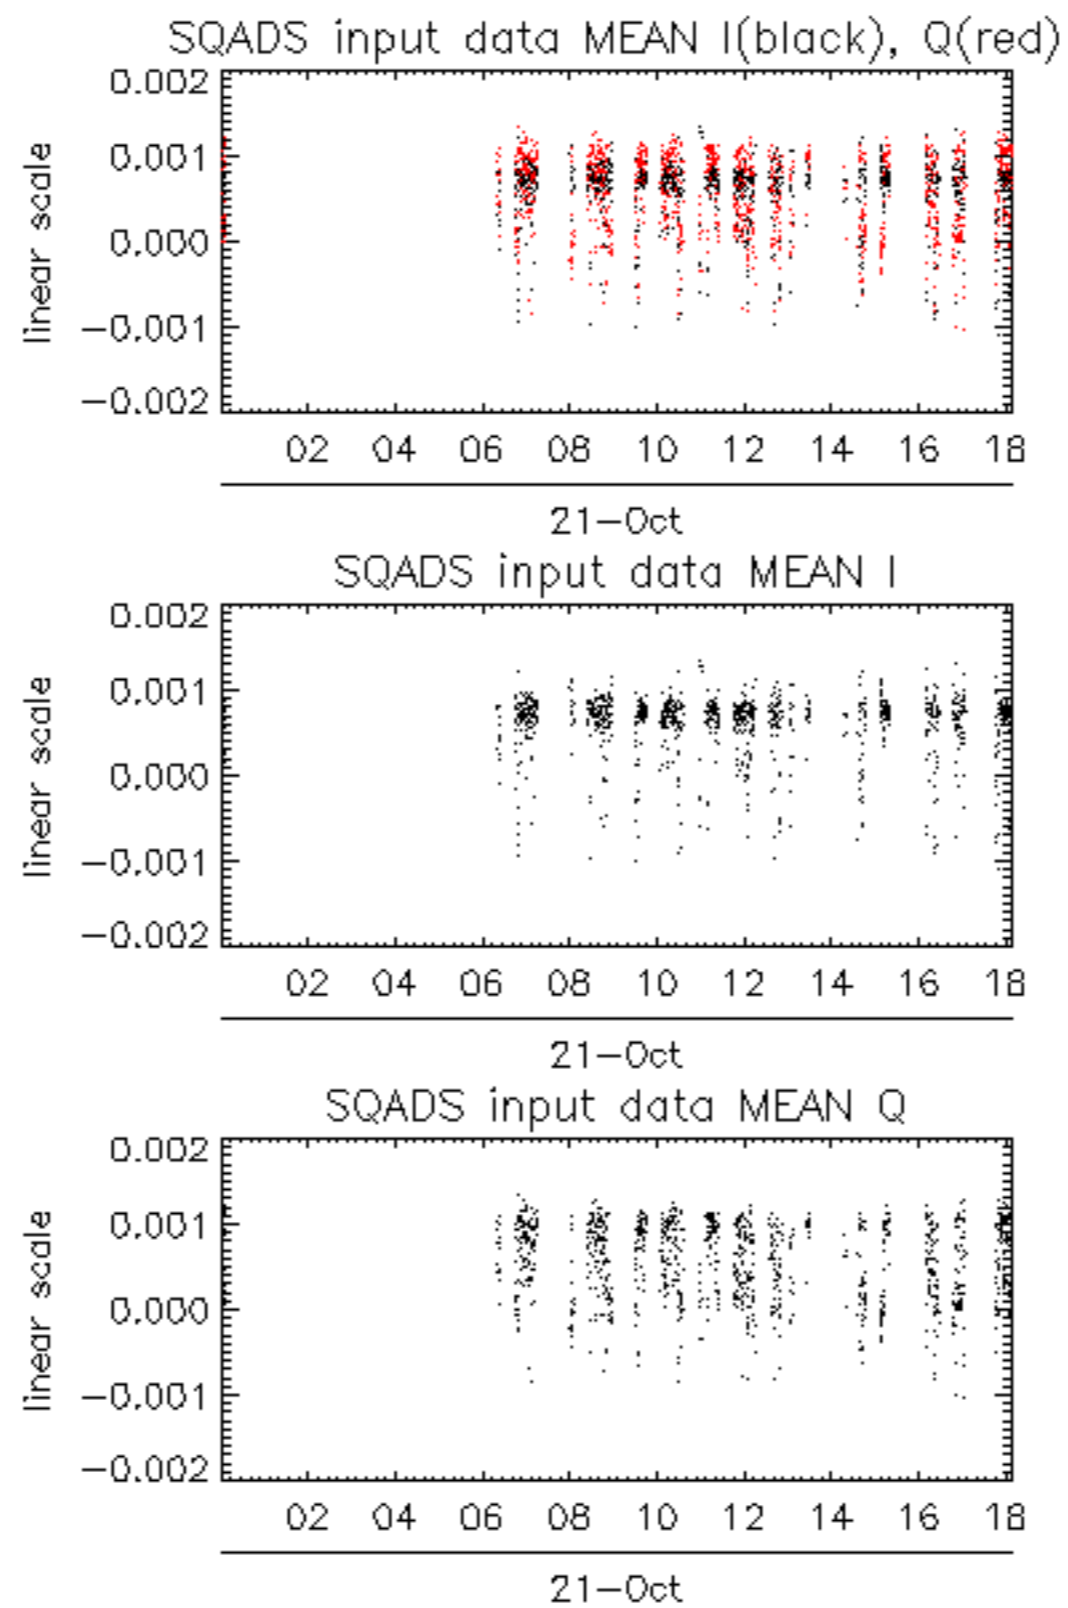 SQADS input data MEAN I(black), Q(red)
0.002
0.001
0.000
−0.001
−0.002
linear scale
02 04 06 08 10 12 14 16 18
21−Oct
SQADS input data MEAN I
0.002
0.001
0.000
−0.001
−0.002
linear scale
02 04 06 08 10 12 14 16 18
21−Oct
SQADS input data MEAN Q
0.002
0.001
0.000
−0.001
−0.002
linear scale
02 04 06 08 10 12 14 16 18
21−Oct